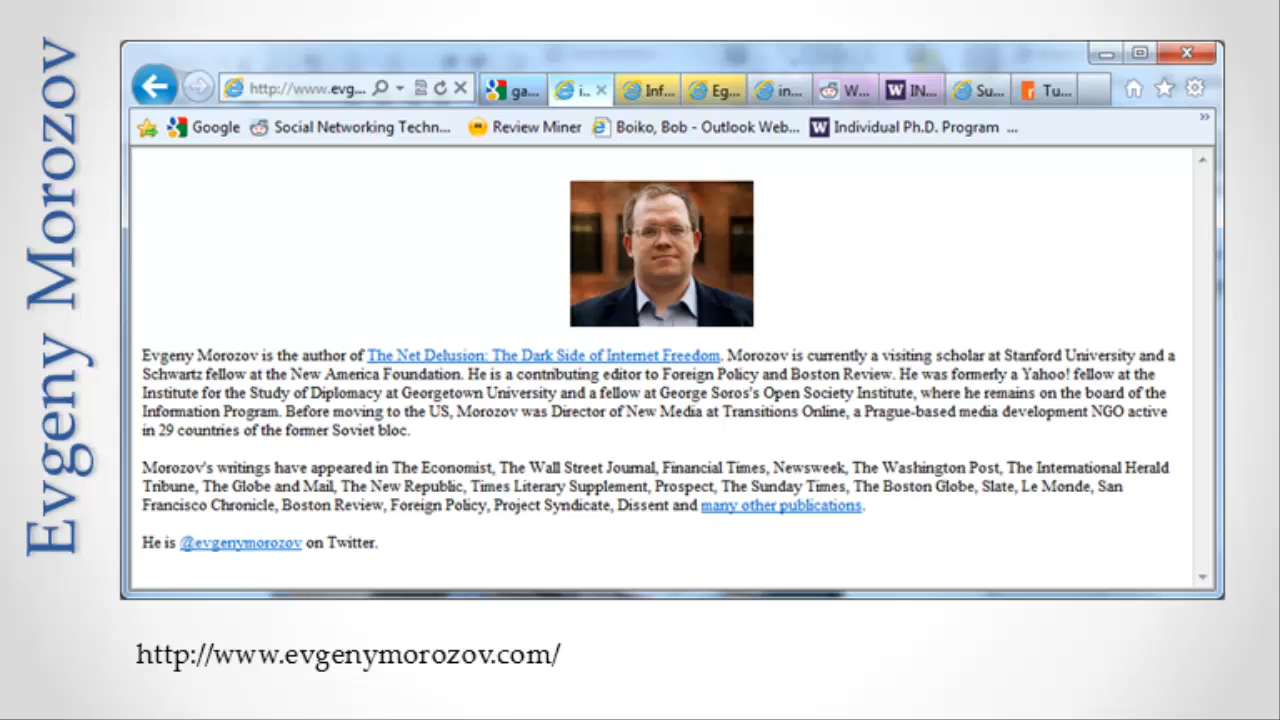 Evgeny Morozov
http://www.evg...
ga...
i..
Inf...
Eg...
in...
W...
IN...
Su...
Tu...
Google
Social Networking Techn...
Review Miner
Boiko, Bob - Outlook Web...
Individual Ph.D. Program ...
Evgeny Morozov is the author of The Net Delusion: The Dark Side of Internet Freedom. Morozov is currently a visiting scholar at Stanford University and a
Schwartz fellow at the New America Foundation. He is a contributing editor to Foreign Policy and Boston Review. He was formerly a Yahoo! fellow at the
Institute for the Study of Diplomacy at Georgetown University and a fellow at George Soros's Open Society Institute, where he remains on the board of the
Information Program. Before moving to the US, Morozov was Director of New Media at Transitions Online, a Prague-based media development NGO active
in 29 countries of the former Soviet bloc.
Morozov's writings have appeared in The Economist, The Wall Street Journal, Financial Times, Newsweek, The Washington Post, The International Herald
Tribune, The Globe and Mail, The New Republic, Times Literary Supplement, Prospect, The Sunday Times, The Boston Globe, Slate, Le Monde, San
Francisco Chronicle, Boston Review, Foreign Policy, Project Syndicate, Dissent and many other publications.
He is @evgenymorozov on Twitter.
http://www.evgenymorozov.com/